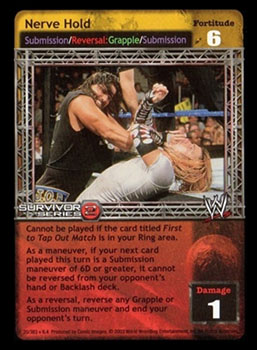 Nerve Hold
Fortitude
6
Submission/Reversal:Grapple/Submission
SURVIVOR
SERIES 2
W
Cannot be played if the card titled First
to Tap Out Match is in your Ring area.
As a maneuver, if your next card
played this turn is a Submission
maneuver of 6D or greater, it cannot
be reversed from your opponent's
hand or Backlash deck.
As a reversal, reverse any Grapple or
Submission maneuver and end
your opponent's turn.
Damage
1